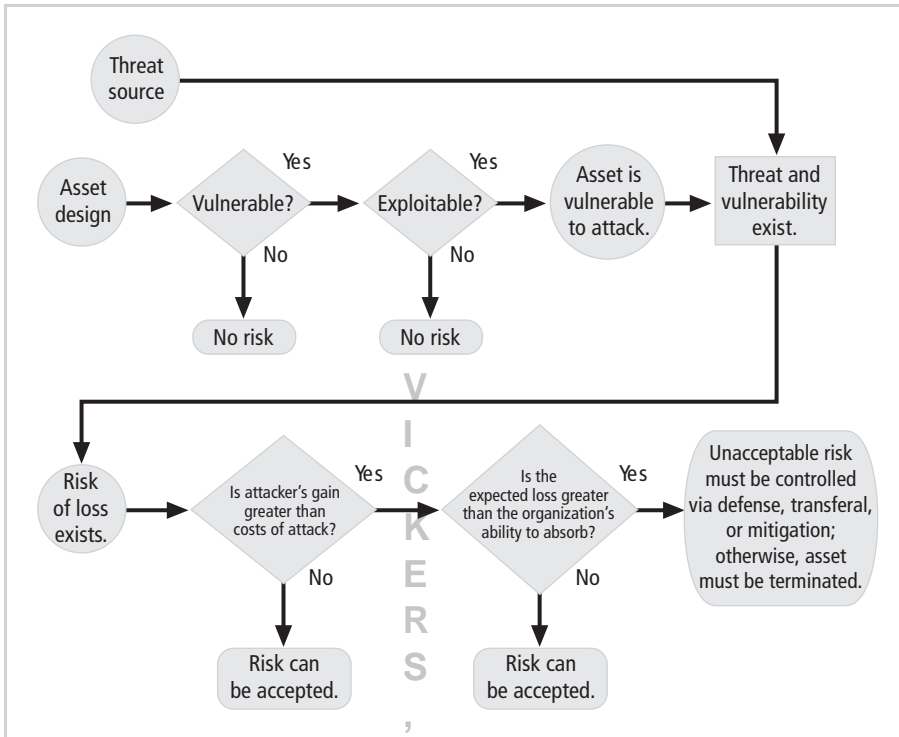 Threat
source
Asset
design
Vulnerable?
Yes
No
No risk
Exploitable?
Yes
No
No risk
Asset is
vulnerable
to attack.
Threat and
vulnerability
exist.
Risk
of loss
exists.
Is attacker's gain
greater than
costs of attack?
Yes
No
Risk can
be accepted.
Is the
expected loss greater
than the organization's
ability to absorb?
Yes
No
Risk can
be accepted.
Unacceptable risk
must be controlled
via defense, transferal,
or mitigation;
otherwise, asset
must be terminated.
VICKERS,